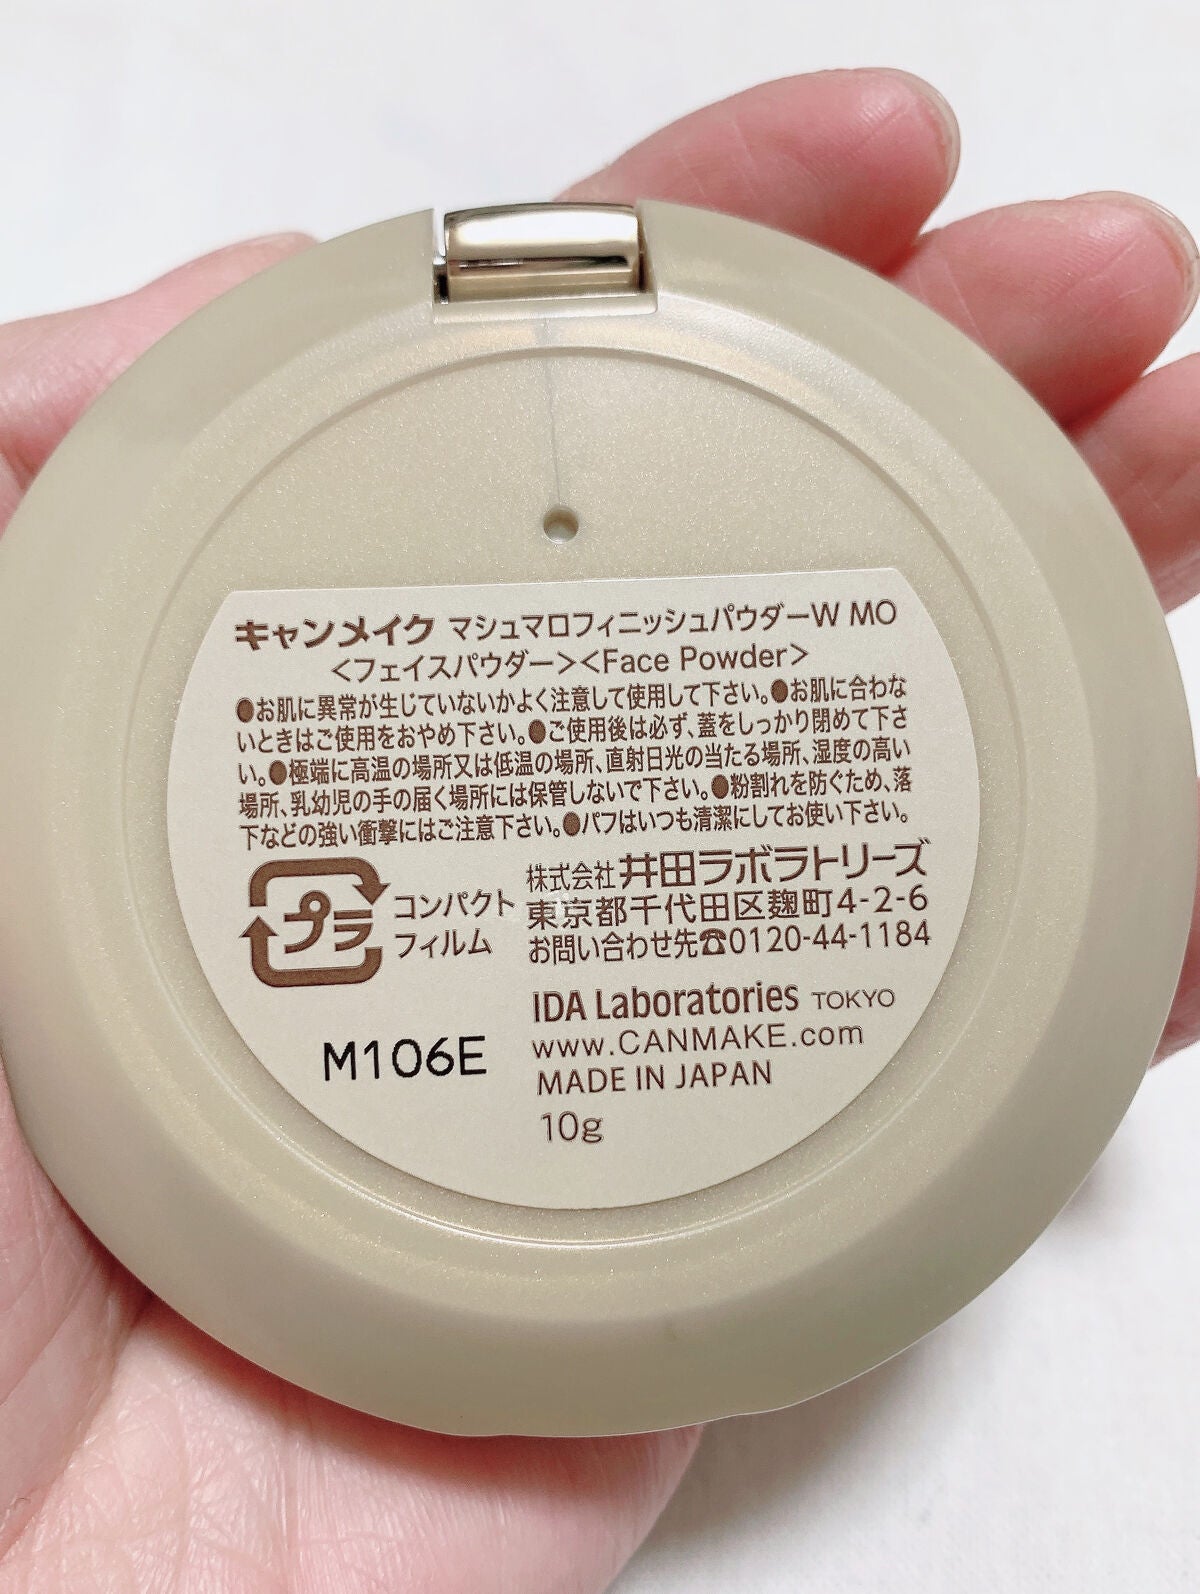 キャンメイク マシュマロフィニッシュパウダーW MO
<フェイスパウダー><Face Powder>
●お肌に異常が生じていないかよく注意して使用して下さい。●お肌に合わな
いときはご使用をおやめ下さい。●ご使用後は必ず、蓋をしっかり閉めて下さ
い。●極端に高温の場所又は低温の場所、直射日光の当たる場所、湿度の高い
場所、乳幼児の手の届く場所には保管しないで下さい。●粉割れを防ぐため、落
下などの強い衝撃にはご注意下さい。●パフはいつも清潔にしてお使い下さい。
プラ
コンパクト
フィルム
株式会社 井田ラボラトリーズ
東京都千代田区麹町4-2-6
お問い合わせ先☎0120-44-1184
IDA Laboratories TOKYO
www.CANMAKE.com
MADE IN JAPAN
10g
M106E